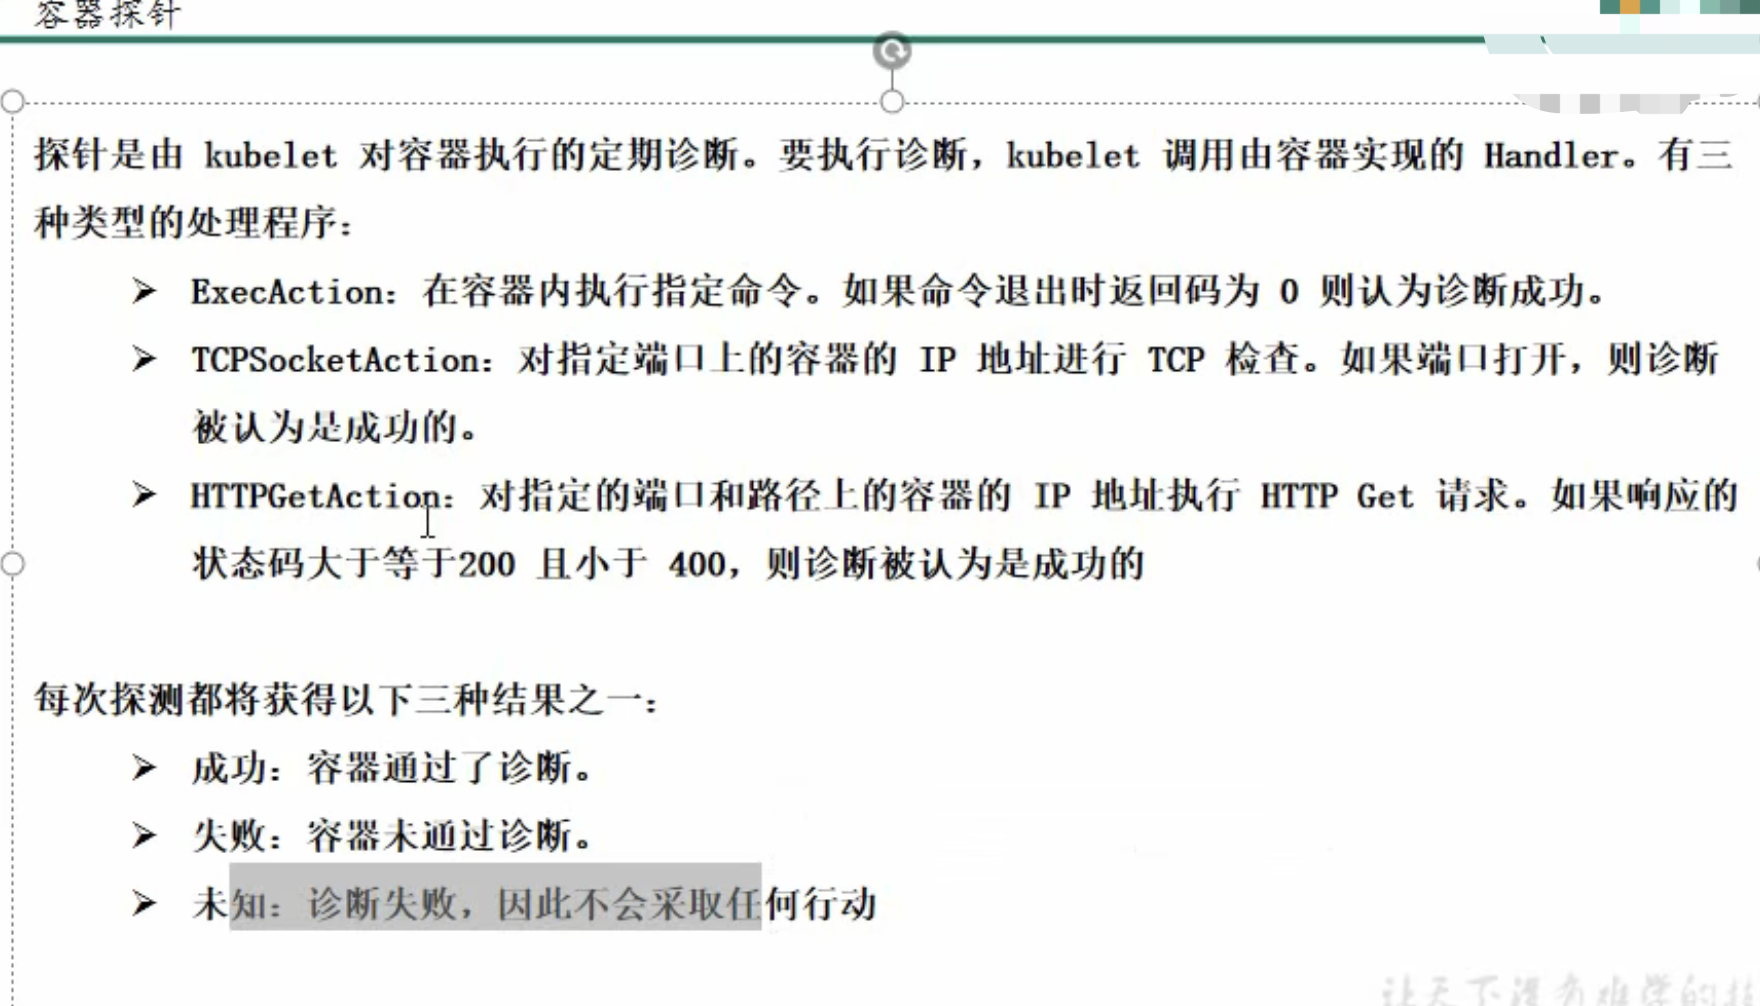 容器探针
探针是由 kubelet 对容器执行的定期诊断。要执行诊断，kubelet 调用由容器实现的 Handler。有三
种类型的处理程序：
➢ ExecAction：在容器内执行指定命令。如果命令退出时返回码为 0 则认为诊断成功。
➢ TCPSocketAction：对指定端口上的容器的 IP 地址进行 TCP 检查。如果端口打开，则诊断
被认为是成功的。
➢ HTTPGetAction：对指定的端口和路径上的容器的 IP 地址执行 HTTP Get 请求。如果响应的
状态码大于等于200 且小于 400，则诊断被认为是成功的
每次探测都将获得以下三种结果之一：
➢ 成功：容器通过了诊断。
➢ 失败：容器未通过诊断。
➢ 未知：诊断失败，因此不会采取任何行动
让天下没有难学的技